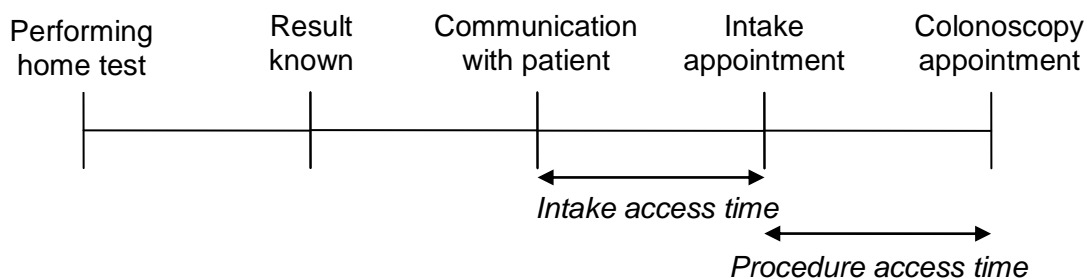 Performing
home test
Result
known
Communication
with patient
Intake
appointment
Colonoscopy
appointment
Intake access time
Procedure access time